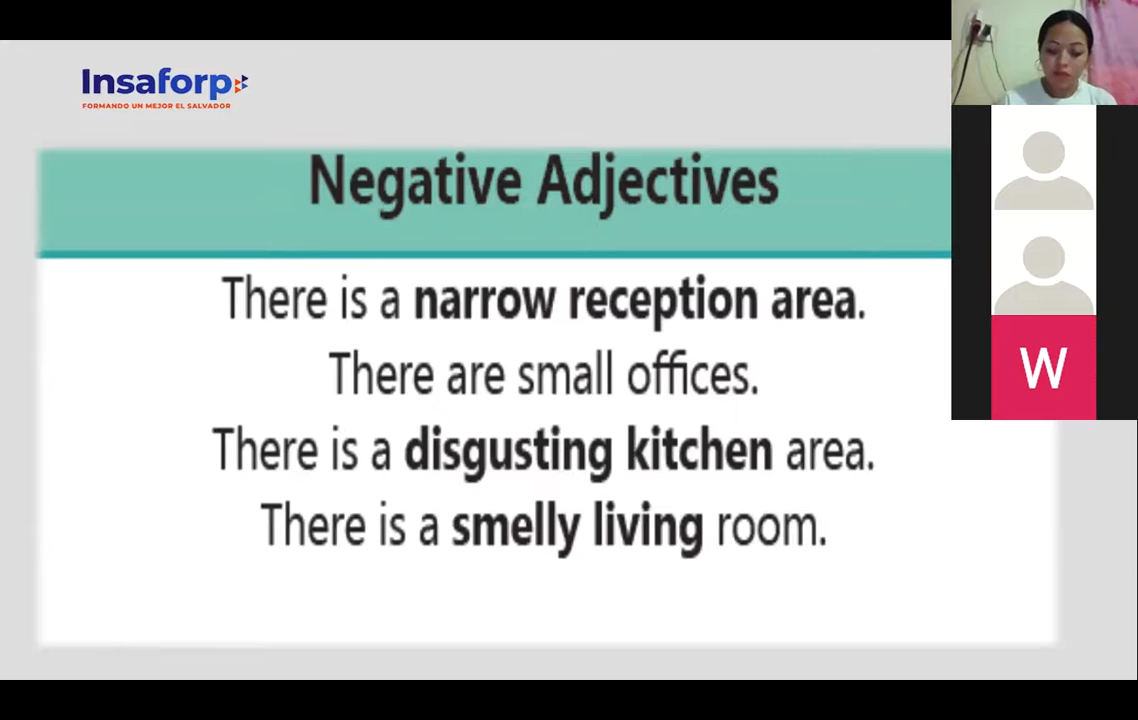 Insaforp
FORMANDO UN MEJOR EL SALVADOR
Negative Adjectives
There is a narrow reception area.
There are small offices.
There is a disgusting kitchen area.
There is a smelly living room.
W